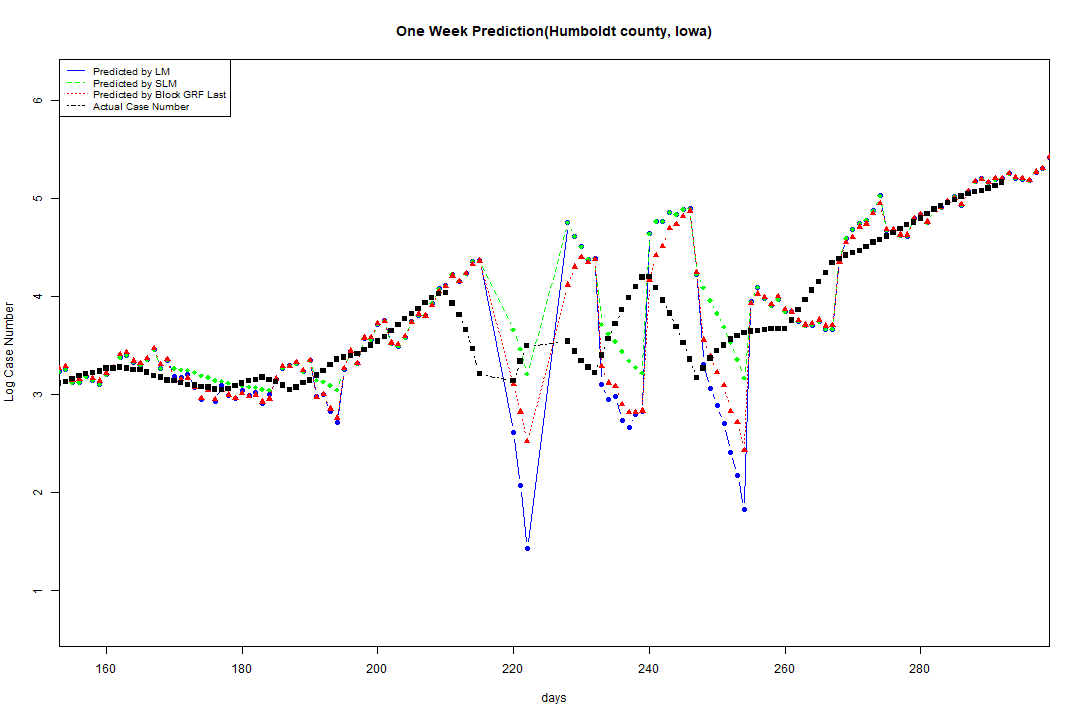 One Week Prediction(Humboldt county, Iowa)
Predicted by LM
Predicted by SLM
Predicted by Block GRF Last
Actual Case Number
6
5
4
3
2
1
Log Case Number
160 180 200 220 240 260 280
days